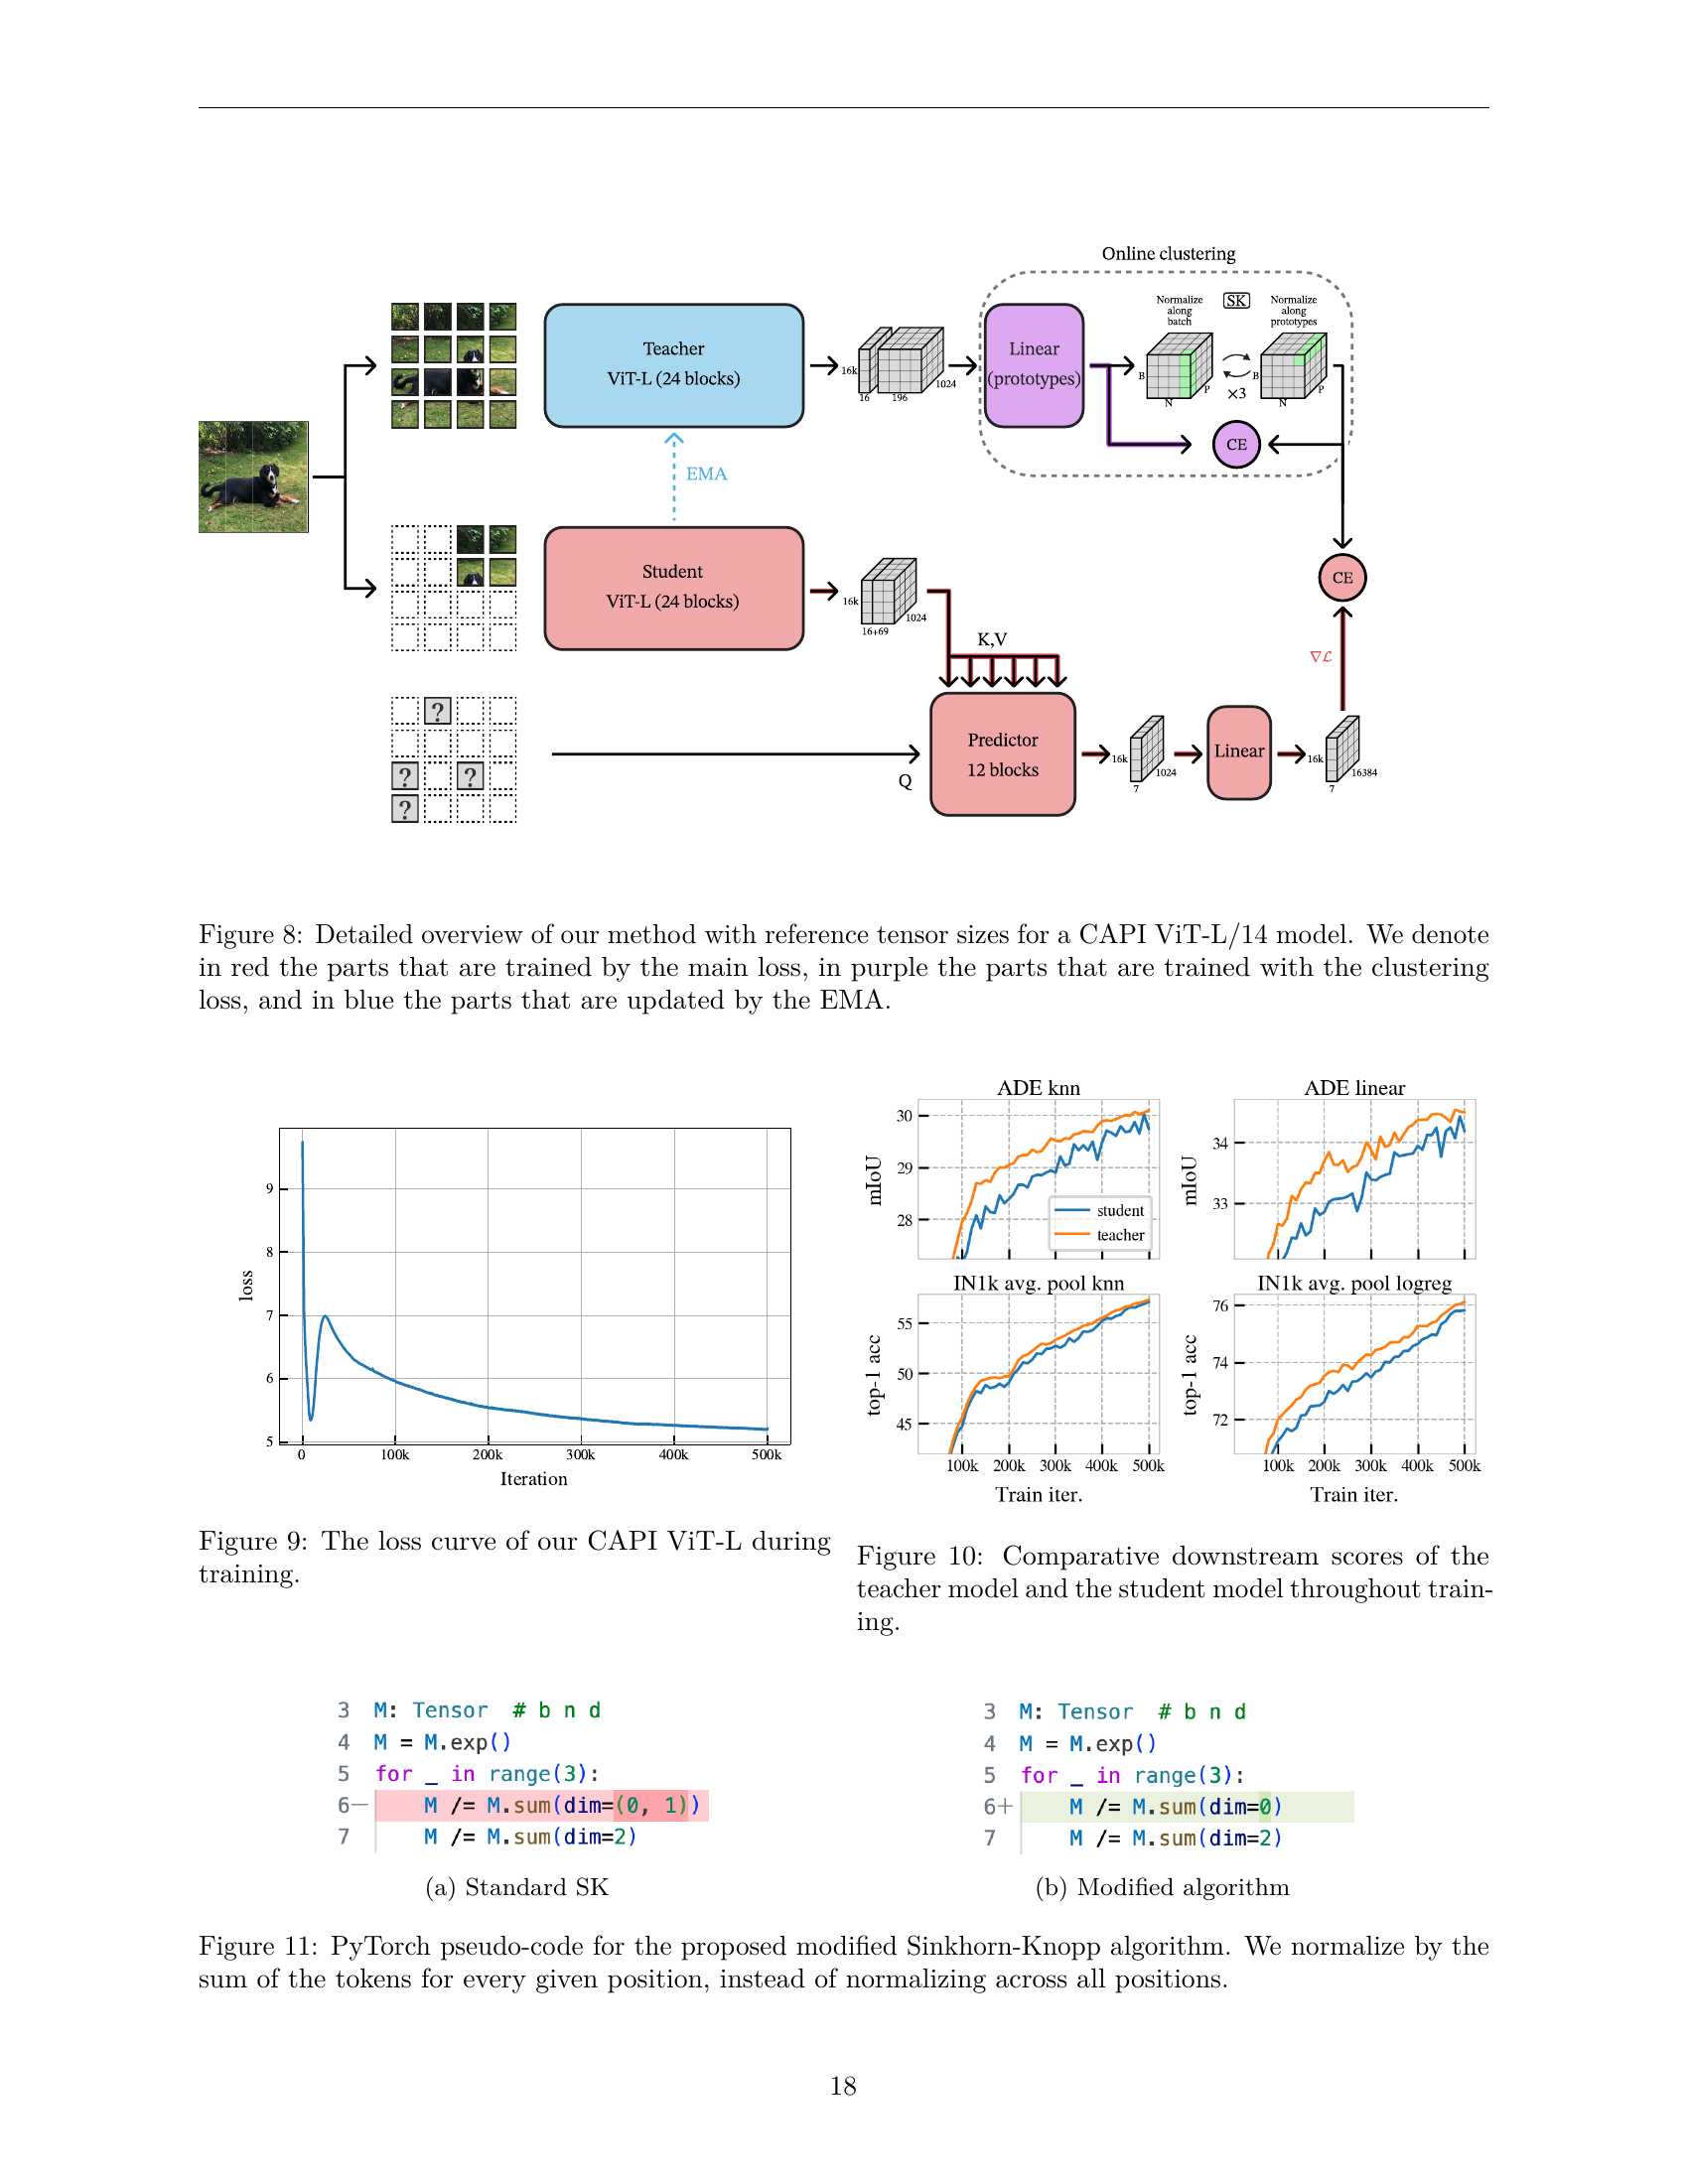 Online clustering
Normalize along batch
SK
Normalize along prototypes
Teacher
ViT-L (24 blocks)
16k
16
196
1024
Linear
(prototypes)
B
N
P
×3
B
N
P
CE
EMA
Student
ViT-L (24 blocks)
16k
16+69
1024
K,V
CE
∇ℒ
?
?
?
?
Q
Predictor
12 blocks
16k
7
1024
Linear
16k
7
16384
Figure 8: Detailed overview of our method with reference tensor sizes for a CAPI ViT-L/14 model. We denote
in red the parts that are trained by the main loss, in purple the parts that are trained with the clustering
loss, and in blue the parts that are updated by the EMA.
loss
9
8
7
6
5
0 100k 200k 300k 400k 500k
Iteration
Figure 9: The loss curve of our CAPI ViT-L during
training.
ADE knn
mIoU
30
29
28
student
teacher
ADE linear
mIoU
34
33
IN1k avg. pool knn
top-1 acc
55
50
45
100k 200k 300k 400k 500k
Train iter.
IN1k avg. pool logreg
top-1 acc
76
74
72
100k 200k 300k 400k 500k
Train iter.
Figure 10: Comparative downstream scores of the
teacher model and the student model throughout train-
ing.
3 M: Tensor # b n d
4 M = M.exp()
5 for _ in range(3):
6— M /= M.sum(dim=(0, 1))
7 M /= M.sum(dim=2)
(a) Standard SK
3 M: Tensor # b n d
4 M = M.exp()
5 for _ in range(3):
6+ M /= M.sum(dim=0)
7 M /= M.sum(dim=2)
(b) Modified algorithm
Figure 11: PyTorch pseudo-code for the proposed modified Sinkhorn-Knopp algorithm. We normalize by the
sum of the tokens for every given position, instead of normalizing across all positions.
18